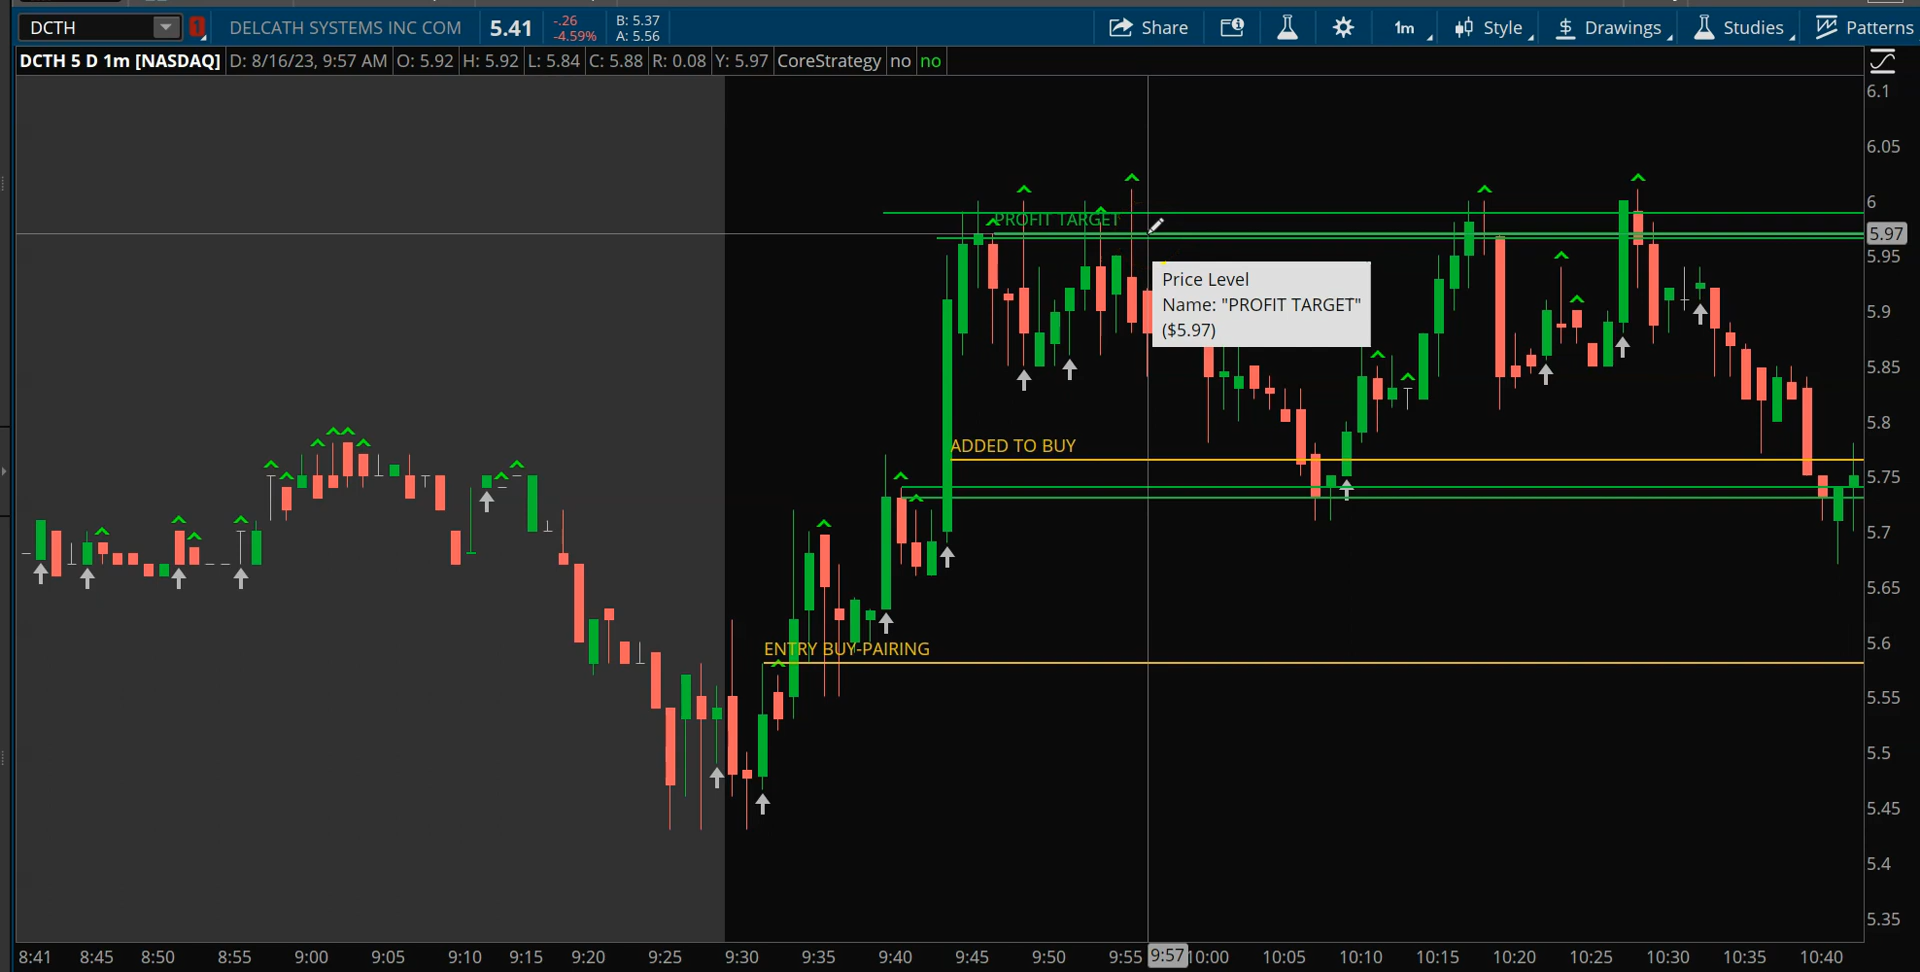 DCTH
1
DELCATH SYSTEMS INC COM
5.41
-.26
-4.59%
B: 5.37
A: 5.56
Share
1m
Style
$ Drawings
Studies
Patterns
DCTH 5 D 1m [NASDAQ]
D: 8/16/23, 9:57 AM
O: 5.92
H: 5.92
L: 5.84
C: 5.88
R: 0.08
Y: 5.97
CoreStrategy
no
no
6.1
6.05
6
5.97
5.95
5.9
5.85
5.8
5.75
5.7
5.65
5.6
5.55
5.5
5.45
5.4
5.35
PROFIT TARGET
Price Level
Name: "PROFIT TARGET"
($5.97)
ADDED TO BUY
ENTRY BUY-PAIRING
8:41
8:45
8:50
8:55
9:00
9:05
9:10
9:15
9:20
9:25
9:30
9:35
9:40
9:45
9:50
9:55
9:57
10:00
10:05
10:10
10:15
10:20
10:25
10:30
10:35
10:40